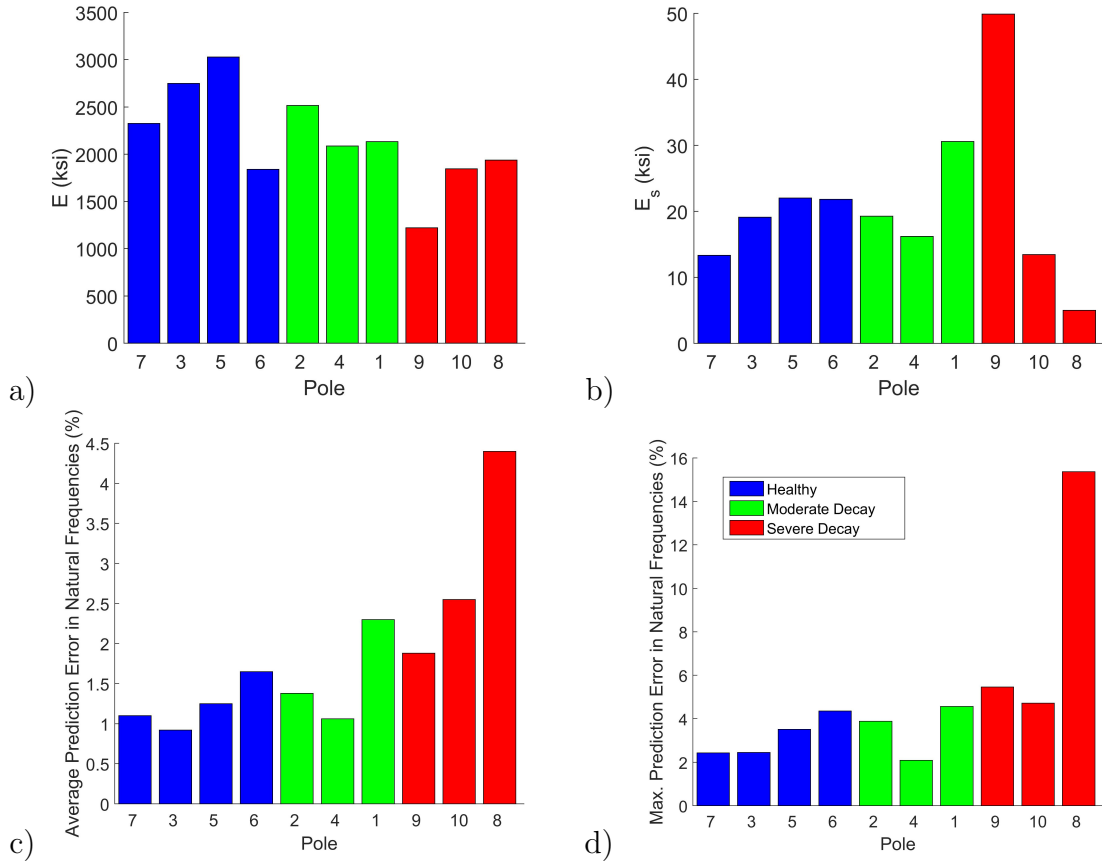 3500
3000
2500
2000
1500
1000
500
0
E (ksi)
7 3 5 6 2 4 1 9 10 8
Pole
a)
50
40
30
20
10
0
E_s (ksi)
7 3 5 6 2 4 1 9 10 8
Pole
b)
4.5
4
3.5
3
2.5
2
1.5
1
0.5
0
Average Prediction Error in Natural Frequencies (%)
7 3 5 6 2 4 1 9 10 8
Pole
c)
16
14
12
10
8
6
4
2
0
Max. Prediction Error in Natural Frequencies (%)
Healthy
Moderate Decay
Severe Decay
7 3 5 6 2 4 1 9 10 8
Pole
d)